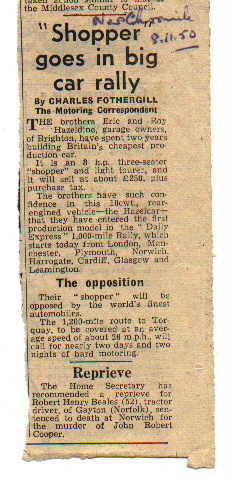 the Middlesex County Council.
News Chronicle
8.11.50
"Shopper"
goes in big
car rally
By CHARLES FOTHERGILL
The Motoring Correspondent
THE brothers Eric and Roy
Hazeldine, garage owners,
of Brighton, have spent two years
building Britain's cheapest pro-
duction car.
It is an 8 h.p. three-seater
"shopper" and light tourer, and
it will sell at about £250, plus
purchase tax.
The brothers have such con-
fidence in this 10cwt., rear-
engined vehicle—the Hazelcar—
that they have entered the first
production model in the "Daily
Express" 1,000-mile Rally, which
starts today from London, Man-
chester, Plymouth, Norwich,
Harrogate, Cardiff, Glasgow and
Leamington.
The opposition
Their "shopper" will be
opposed by the world's finest
automobiles.
The 1,200-mile route to Tor-
quay, to be covered at an aver-
age speed of about 26 m.p.h., will
call for nearly two days and two
nights of hard motoring.
Reprieve
The Home Secretary has
recommended a reprieve for
Robert Henry Beales (52), tractor
driver, of Gayton (Norfolk), sen-
tenced to death at Norwich for
the murder of John Robert
Cooper.